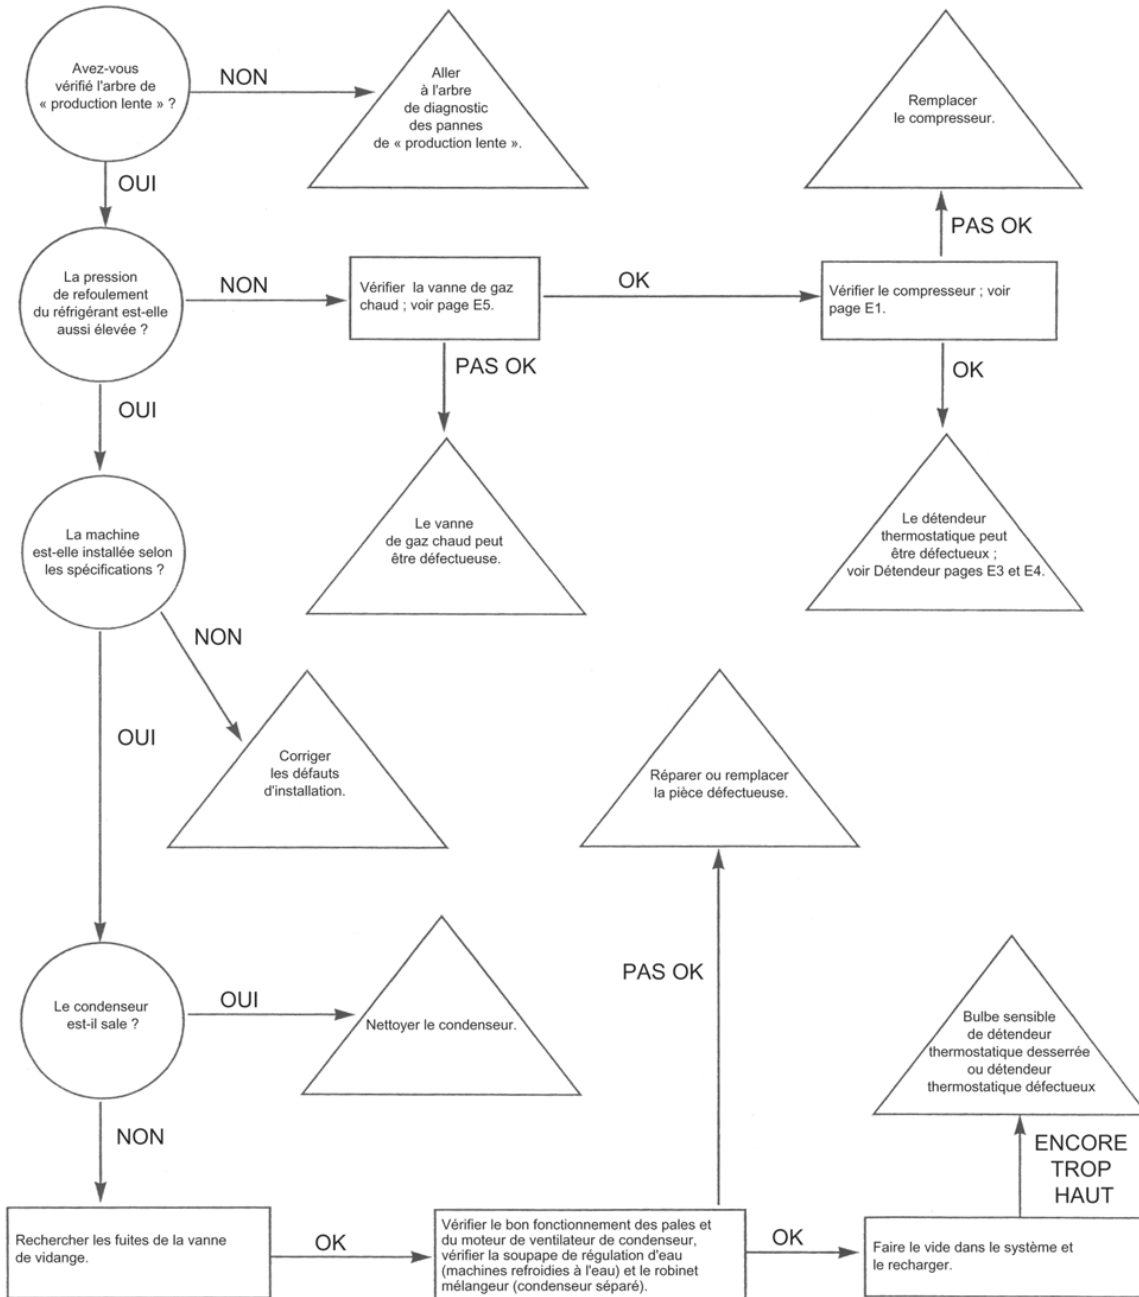 Avez-vous
vérifié l'arbre de
« production lente » ?
NON
Aller
à l'arbre
de diagnostic
des pannes
de « production lente ».
Remplacer
le compresseur.
OUI
PAS OK
La pression
de refoulement
du réfrigérant est-elle
aussi élevée ?
NON
Vérifier la vanne de gaz
chaud ; voir page E5.
OK
Vérifier le compresseur ; voir
page E1.
OUI
PAS OK
OK
La machine
est-elle installée selon
les spécifications ?
Le vanne
de gaz chaud peut
être défectueuse.
Le détendeur
thermostatique peut
être défectueux ;
voir Détendeur pages E3 et E4.
NON
OUI
Corriger
les défauts
d'installation.
Réparer ou remplacer
la pièce défectueuse.
PAS OK
Le condenseur
est-il sale ?
OUI
Nettoyer le condenseur.
Bulbe sensible
de détendeur
thermostatique desserrée
ou détendeur
thermostatique défectueux
NON
ENCORE
TROP
HAUT
Rechercher les fuites de la vanne
de vidange.
OK
Vérifier le bon fonctionnement des pales et
du moteur de ventilateur de condenseur,
vérifier la soupape de régulation d'eau
(machines refroidies à l'eau) et le robinet
mélangeur (condenseur séparé).
OK
Faire le vide dans le système et
le recharger.